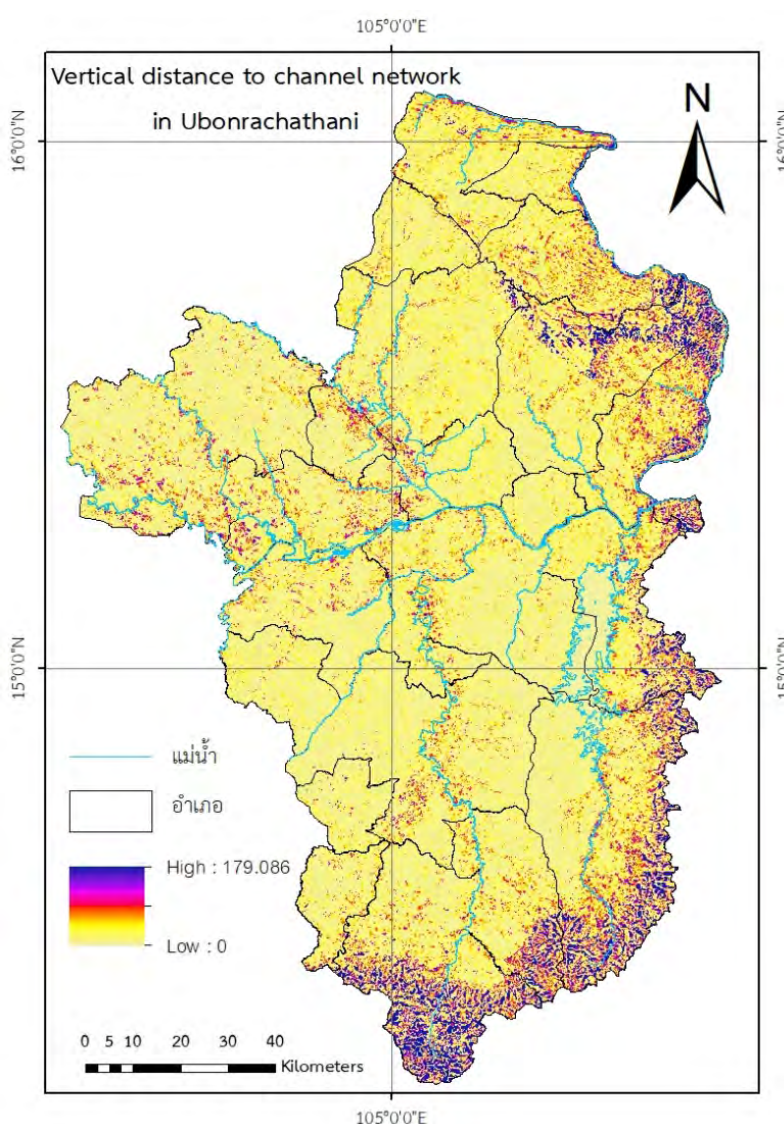 105°0'0"E
Vertical distance to channel network
in Ubonrachathani
N
16°0'0"N
16°0'0"N
15°0'0"N
15°0'0"N
แม่น้ำ
อำเภอ
High : 179.086
Low : 0
0 5 10 20 30 40
Kilometers
105°0'0"E